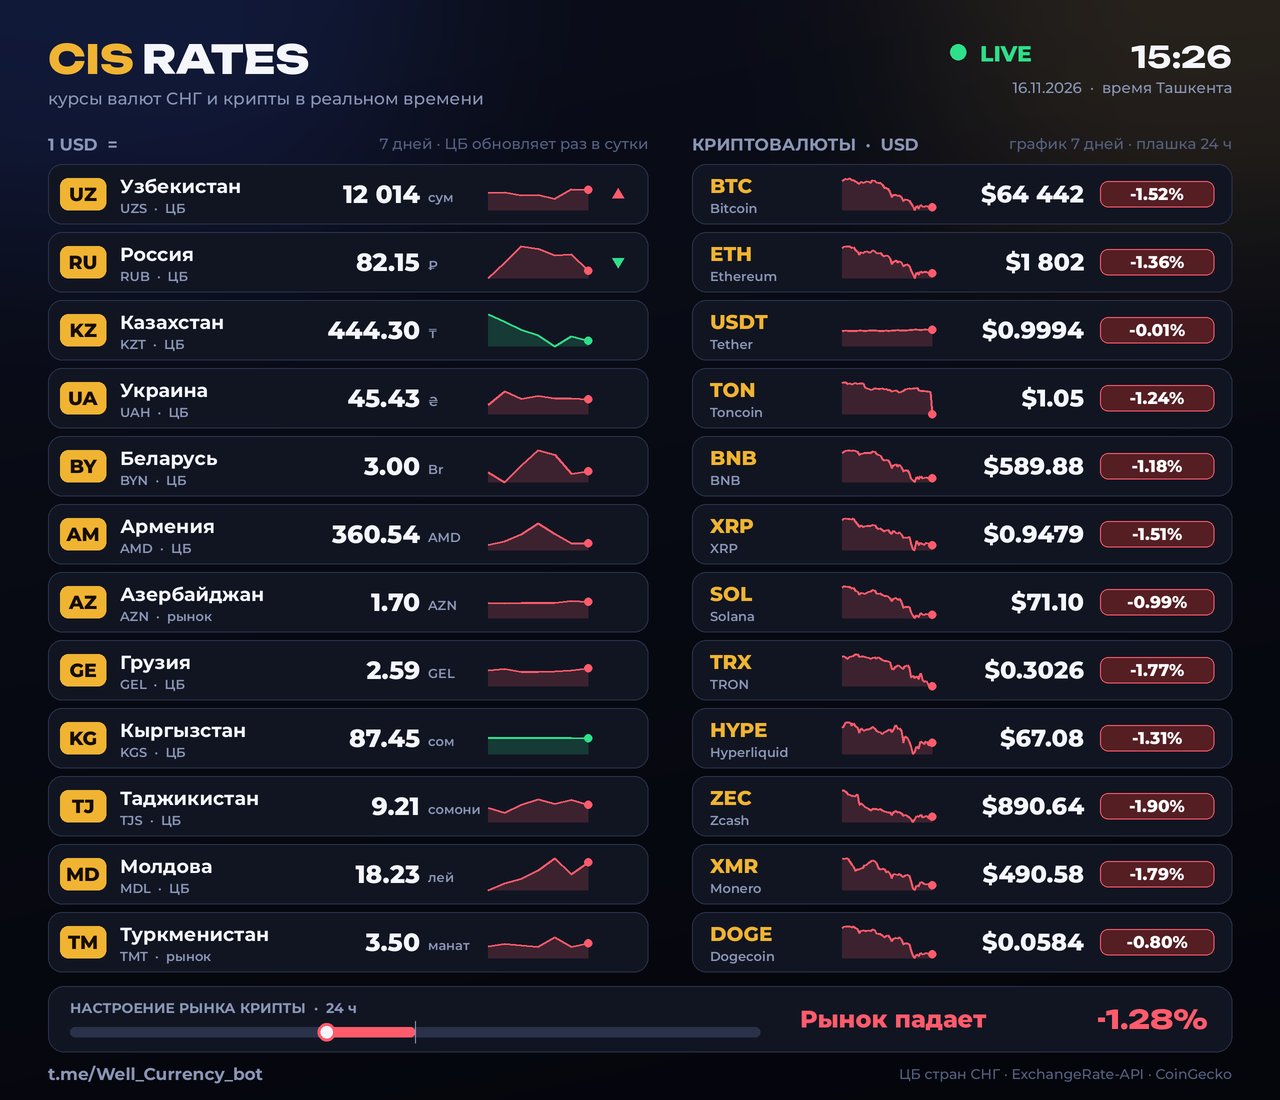 CIS RATES
курсы валют СНГ и крипты в реальном времени
LIVE 15:26
16.11.2026 · время Ташкента
1 USD =
7 дней · ЦБ обновляет раз в сутки
UZ Узбекистан 12 014 сум
UZS · ЦБ
RU Россия 82.15 ₽
RUB · ЦБ
KZ Казахстан 444.30 ₸
KZT · ЦБ
UA Украина 45.43 ₴
UAH · ЦБ
BY Беларусь 3.00 Br
BYN · ЦБ
AM Армения 360.54 AMD
AMD · ЦБ
AZ Азербайджан 1.70 AZN
AZN · рынок
GE Грузия 2.59 GEL
GEL · ЦБ
KG Кыргызстан 87.45 сом
KGS · ЦБ
TJ Таджикистан 9.21 сомони
TJS · ЦБ
MD Молдова 18.23 лей
MDL · ЦБ
TM Туркменистан 3.50 манат
TMT · рынок
КРИПТОВАЛЮТЫ · USD
график 7 дней · плашка 24 ч
BTC $64 442 -1.52%
Bitcoin
ETH $1 802 -1.36%
Ethereum
USDT $0.9994 -0.01%
Tether
TON $1.05 -1.24%
Toncoin
BNB $589.88 -1.18%
BNB
XRP $0.9479 -1.51%
XRP
SOL $71.10 -0.99%
Solana
TRX $0.3026 -1.77%
TRON
HYPE $67.08 -1.31%
Hyperliquid
ZEC $890.64 -1.90%
Zcash
XMR $490.58 -1.79%
Monero
DOGE $0.0584 -0.80%
Dogecoin
НАСТРОЕНИЕ РЫНКА КРИПТЫ · 24 ч
Рынок падает -1.28%
t.me/Well_Currency_bot
ЦБ стран СНГ · ExchangeRate-API · CoinGecko